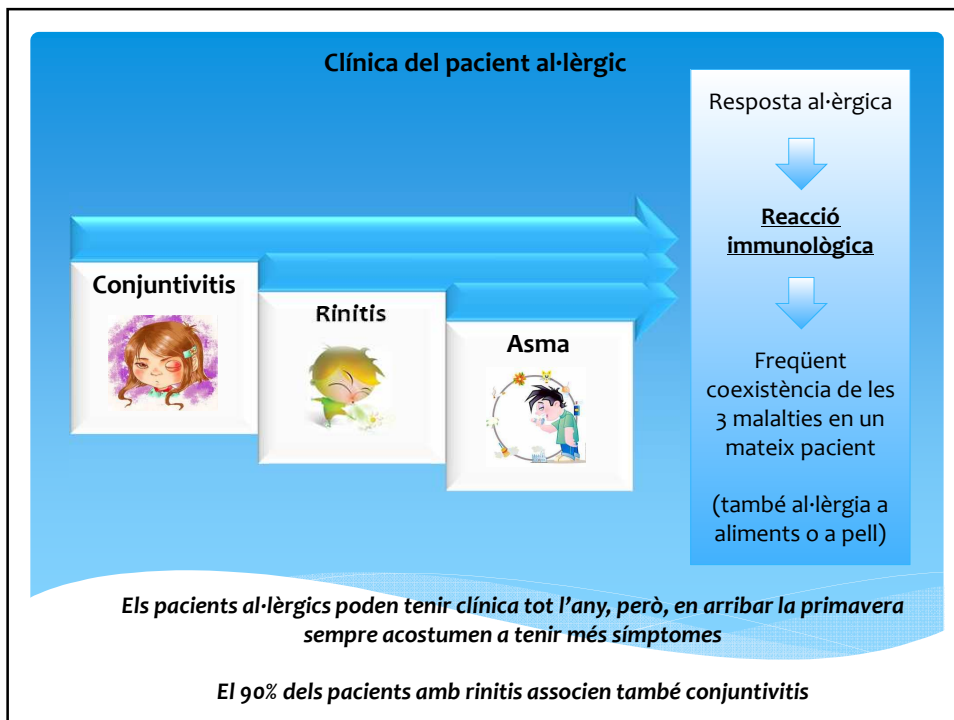 Clínica del pacient al·lèrgic
Conjuntivitis
Rinitis
Asma
Resposta al·èrgica
Reacció
immunològica
Freqüent
coexistència de les
3 malalties en un
mateix pacient
(també al·lèrgia a
aliments o a pell)
Els pacients al·lèrgics poden tenir clínica tot l’any, però, en arribar la primavera
sempre acostumen a tenir més símptomes
El 90% dels pacients amb rinitis associen també conjuntivitis